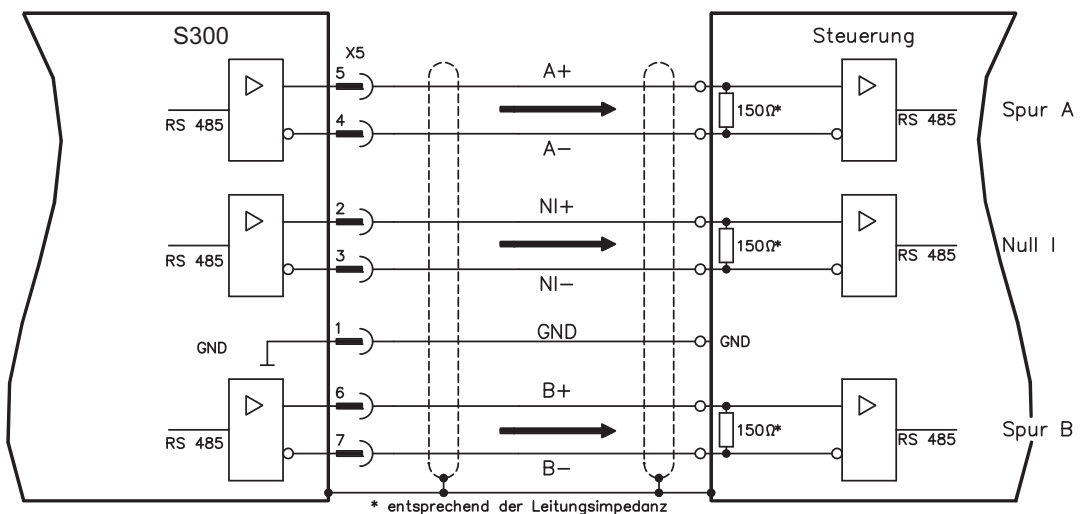 S300
X5
Steuerung
5
A+
RS 485
150Ω*
RS 485
Spur A
4
A−
2
NI+
RS 485
150Ω*
RS 485
Null I
3
NI−
1
GND
GND
GND
6
B+
RS 485
150Ω*
RS 485
Spur B
7
B−
* entsprechend der Leitungsimpedanz